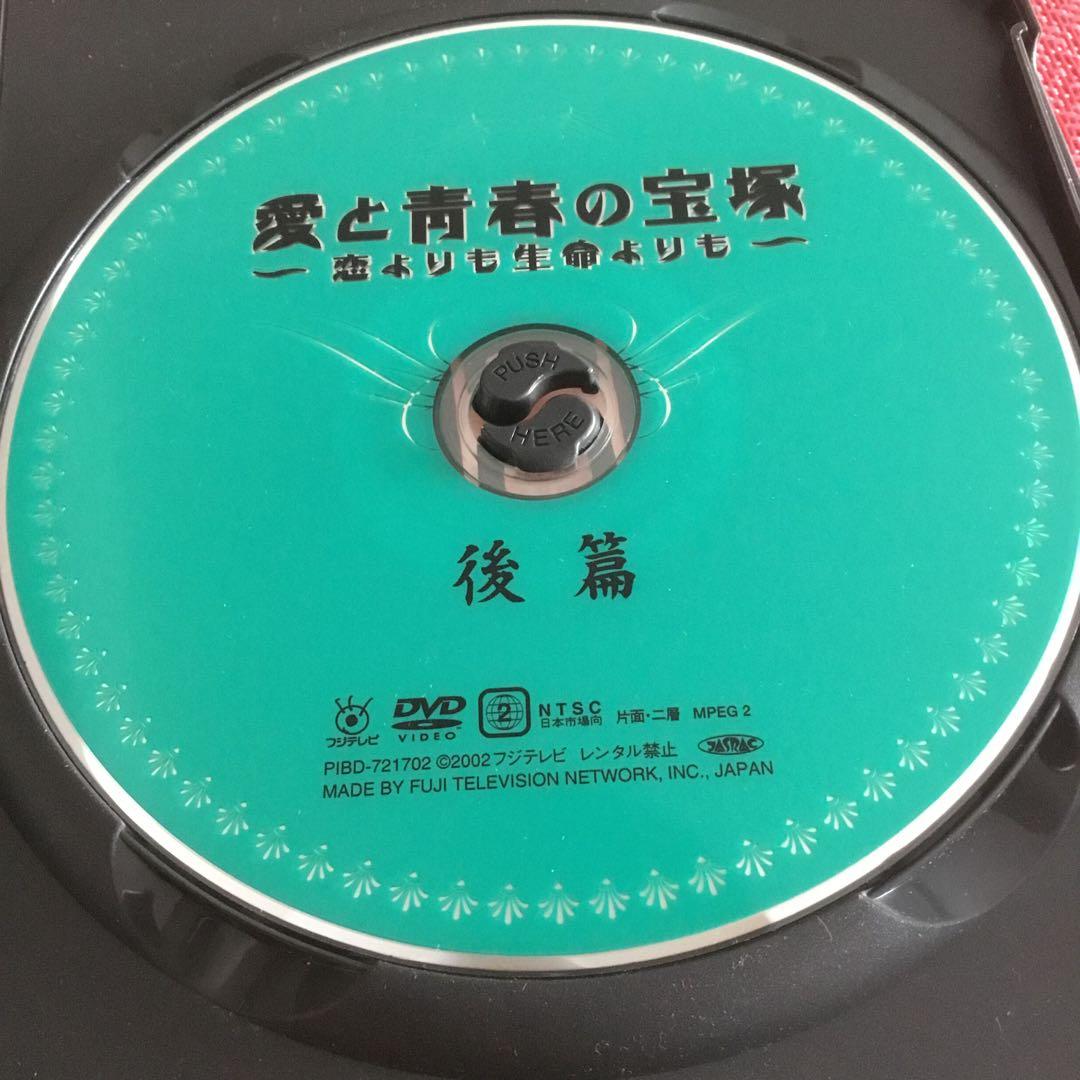 愛と青春の宝塚
〜恋よりも生命よりも〜
PUSH
HERE
後篇
フジテレビ DVD VIDEO™ 2 NTSC 日本市場向 片面・二層 MPEG 2
PIBD-721702 ©2002フジテレビ レンタル禁止 JASRAC
MADE BY FUJI TELEVISION NETWORK, INC., JAPAN